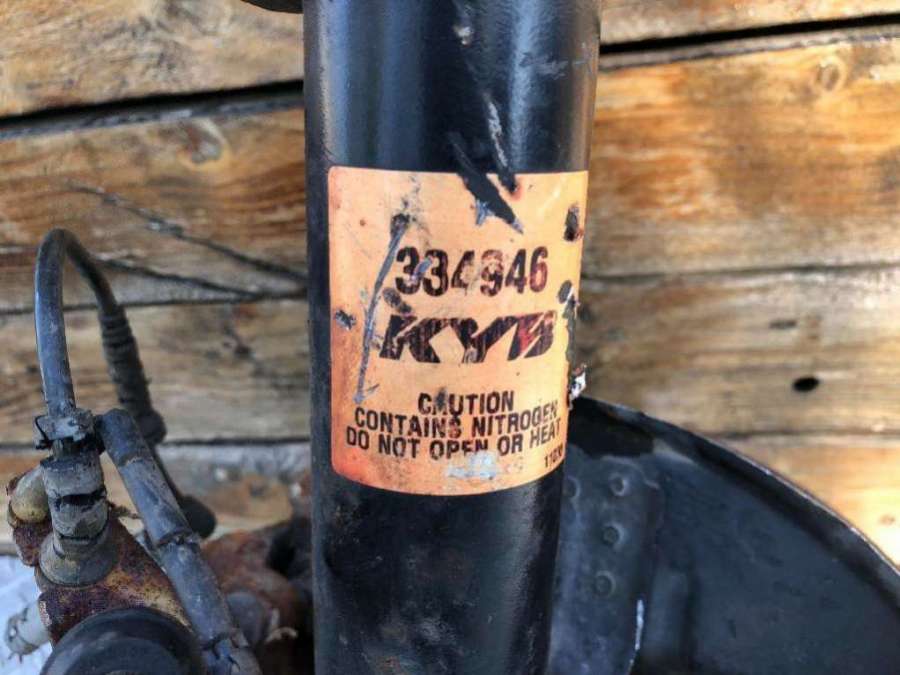 334946
KYB
CAUTION
CONTAINS NITROGEN
DO NOT OPEN OR HEAT